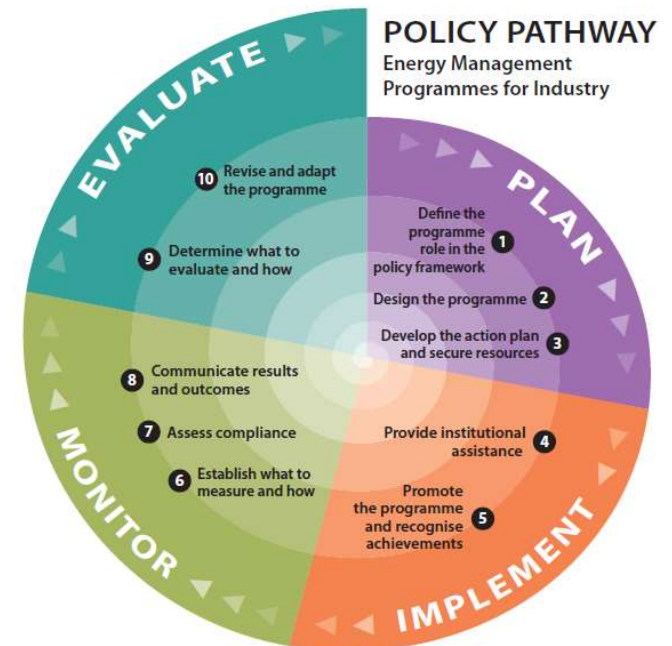 POLICY PATHWAY
Energy Management
Programmes for Industry
PLAN
Define the
programme
role in the
policy framework
1
Design the programme 2
Develop the action plan
and secure resources
3
IMPLEMENT
Provide institutional
assistance
4
Promote
the programme
and recognise
achievements
5
MONITOR
6 Establish what to
measure and how
7 Assess compliance
8 Communicate results
and outcomes
EVALUATE
9 Determine what to
evaluate and how
10 Revise and adapt
the programme